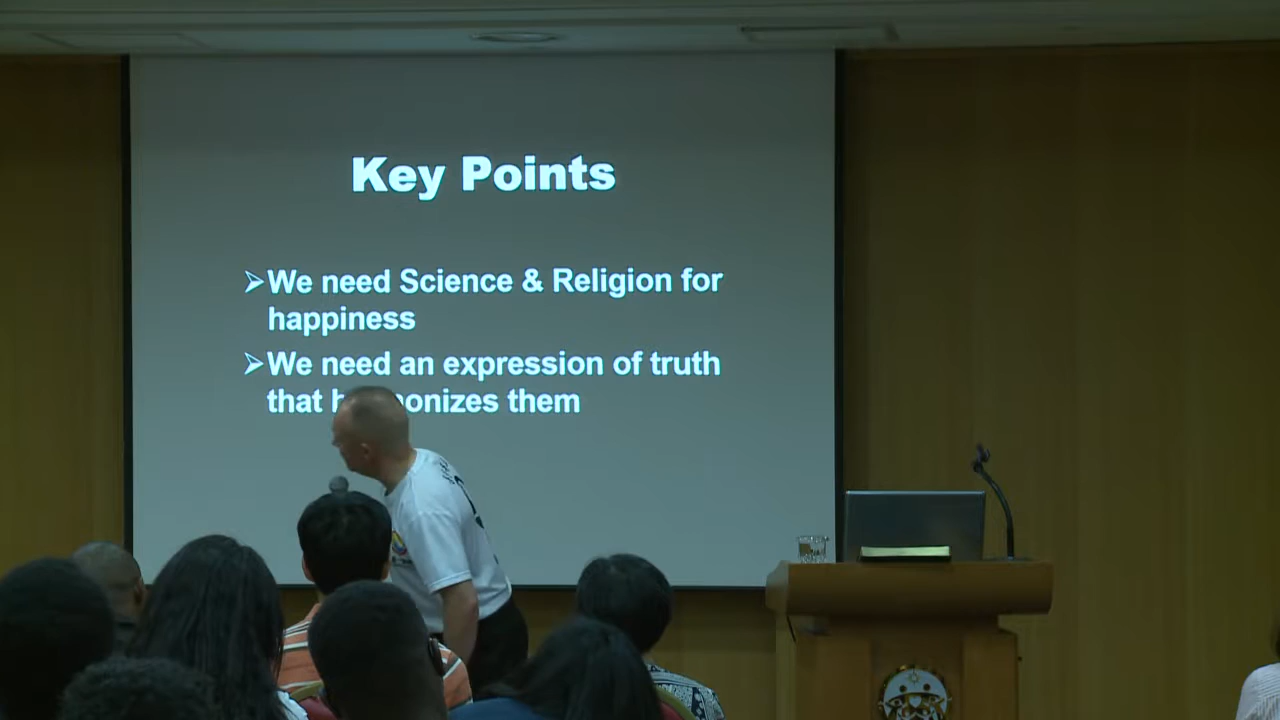 Key Points
➢We need Science & Religion for
happiness
➢We need an expression of truth
that h onizes them